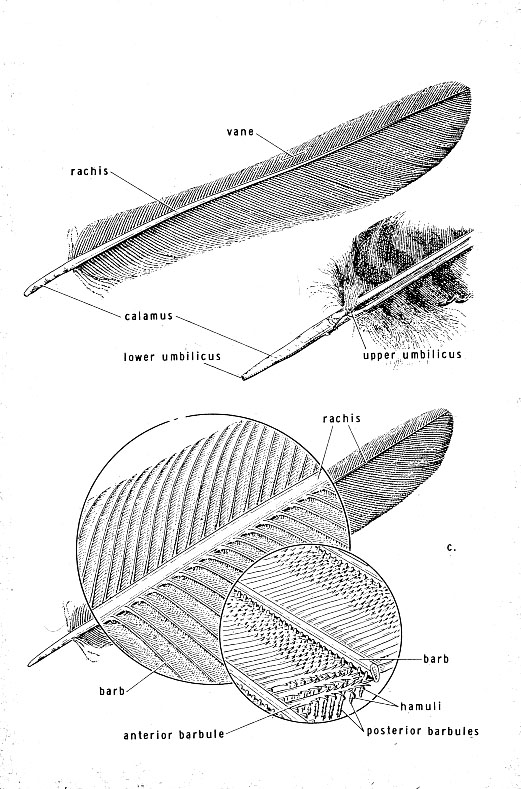 vane
rachis
calamus
lower umbilicus
upper umbilicus
rachis
c.
barb
barb
hamuli
posterior barbules
anterior barbule